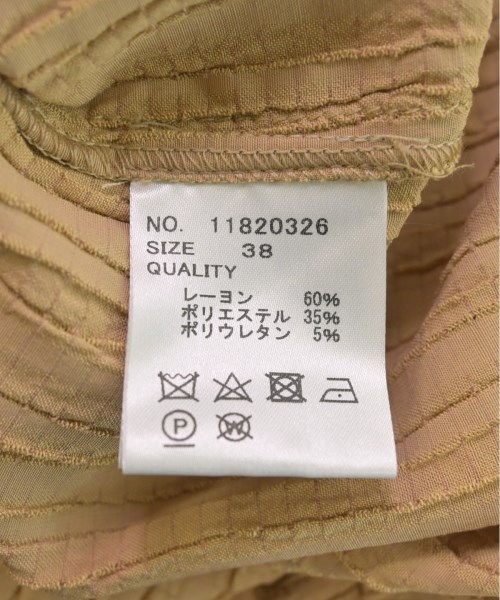 NO. 11820326
SIZE 38
QUALITY
レーヨン 60%
ポリエステル 35%
ポリウレタン 5%
P W